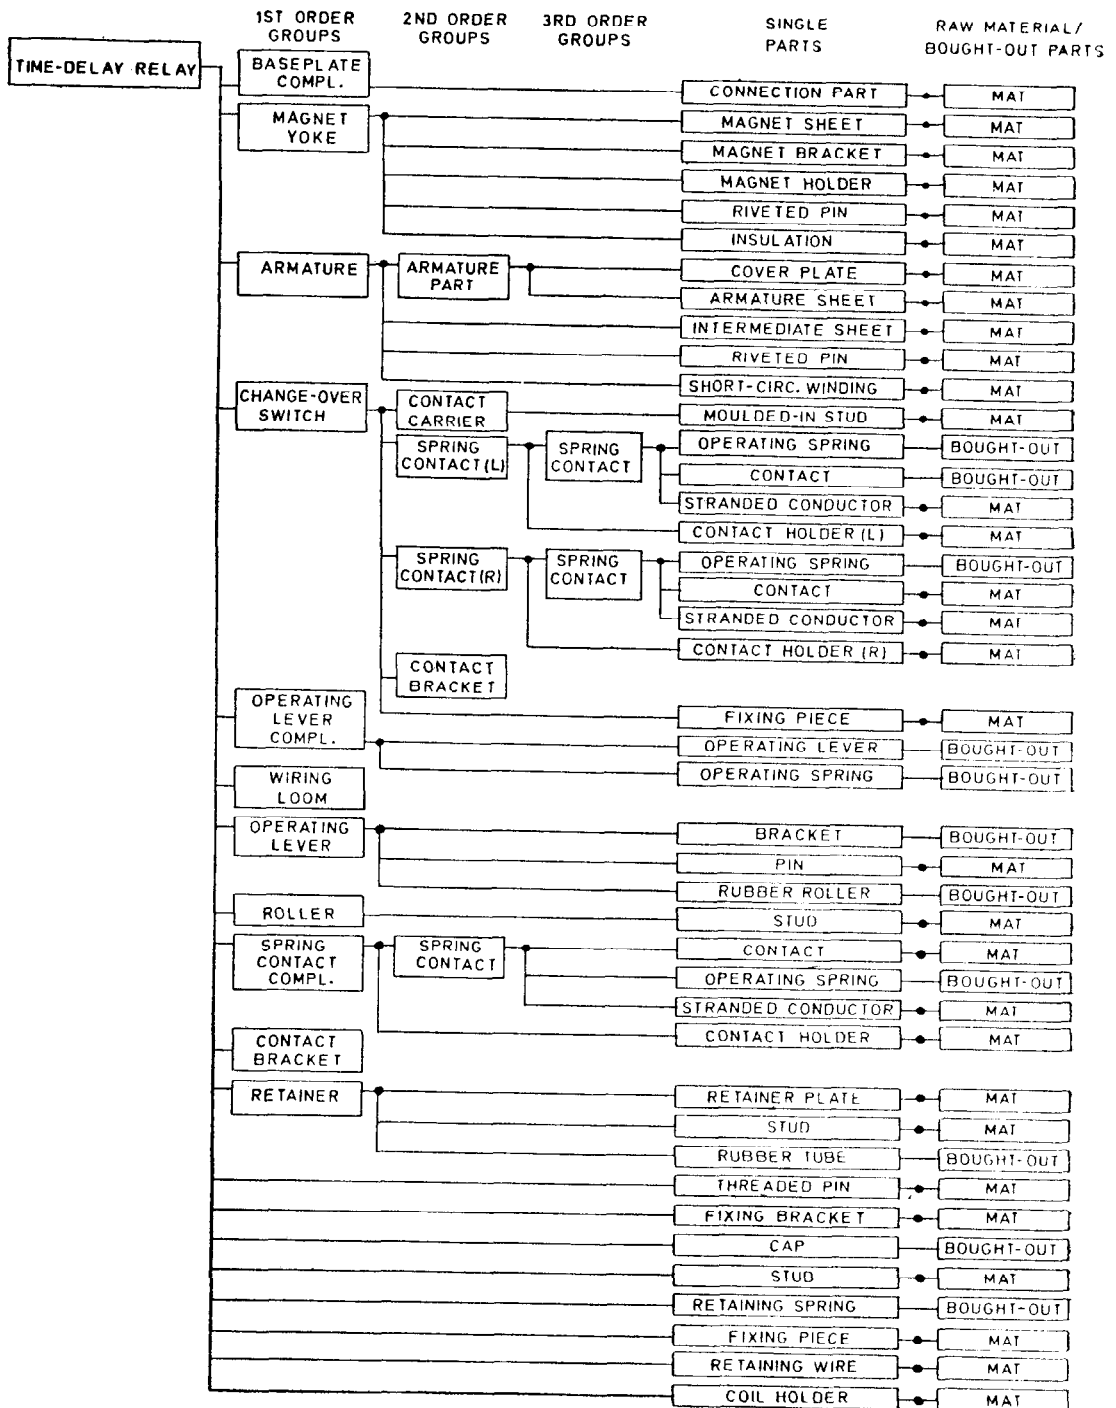 1ST ORDER GROUPS 2ND ORDER GROUPS 3RD ORDER GROUPS SINGLE PARTS RAW MATERIAL/ BOUGHT-OUT PARTS
TIME-DELAY RELAY
BASEPLATE COMPL.
CONNECTION PART MAT
MAGNET YOKE MAGNET SHEET MAT
MAGNET BRACKET MAT
MAGNET HOLDER MAT
RIVETED PIN MAT
INSULATION MAT
ARMATURE ARMATURE PART COVER PLATE MAT
ARMATURE SHEET MAT
INTERMEDIATE SHEET MAT
RIVETED PIN MAT
SHORT-CIRC. WINDING MAT
CHANGE-OVER SWITCH CONTACT CARRIER MOULDED-IN STUD MAT
SPRING CONTACT(L) SPRING CONTACT OPERATING SPRING BOUGHT-OUT
CONTACT BOUGHT-OUT
STRANDED CONDUCTOR MAT
CONTACT HOLDER (L) MAT
SPRING CONTACT(R) SPRING CONTACT OPERATING SPRING BOUGHT-OUT
CONTACT MAT
STRANDED CONDUCTOR MAT
CONTACT HOLDER (R) MAT
CONTACT BRACKET
FIXING PIECE MAT
OPERATING LEVER COMPL. OPERATING LEVER BOUGHT-OUT
OPERATING SPRING BOUGHT-OUT
WIRING LOOM
OPERATING LEVER BRACKET BOUGHT-OUT
PIN MAT
RUBBER ROLLER BOUGHT-OUT
ROLLER STUD MAT
SPRING CONTACT COMPL. SPRING CONTACT CONTACT MAT
OPERATING SPRING BOUGHT-OUT
STRANDED CONDUCTOR MAT
CONTACT HOLDER MAT
CONTACT BRACKET
RETAINER RETAINER PLATE MAT
STUD MAT
RUBBER TUBE BOUGHT-OUT
THREADED PIN MAT
FIXING BRACKET MAT
CAP BOUGHT-OUT
STUD MAT
RETAINING SPRING BOUGHT-OUT
FIXING PIECE MAT
RETAINING WIRE MAT
COIL HOLDER MAT